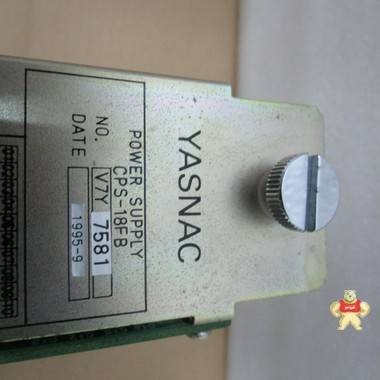 YASNAC
POWER SUPPLY
CPS-18FB
NO. V7Y 7581
DATE 1995-9